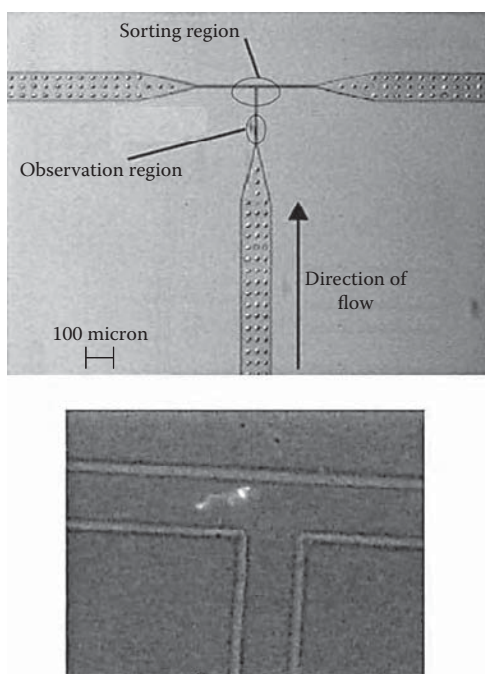 Sorting region
Observation region
Direction of
flow
100 micron